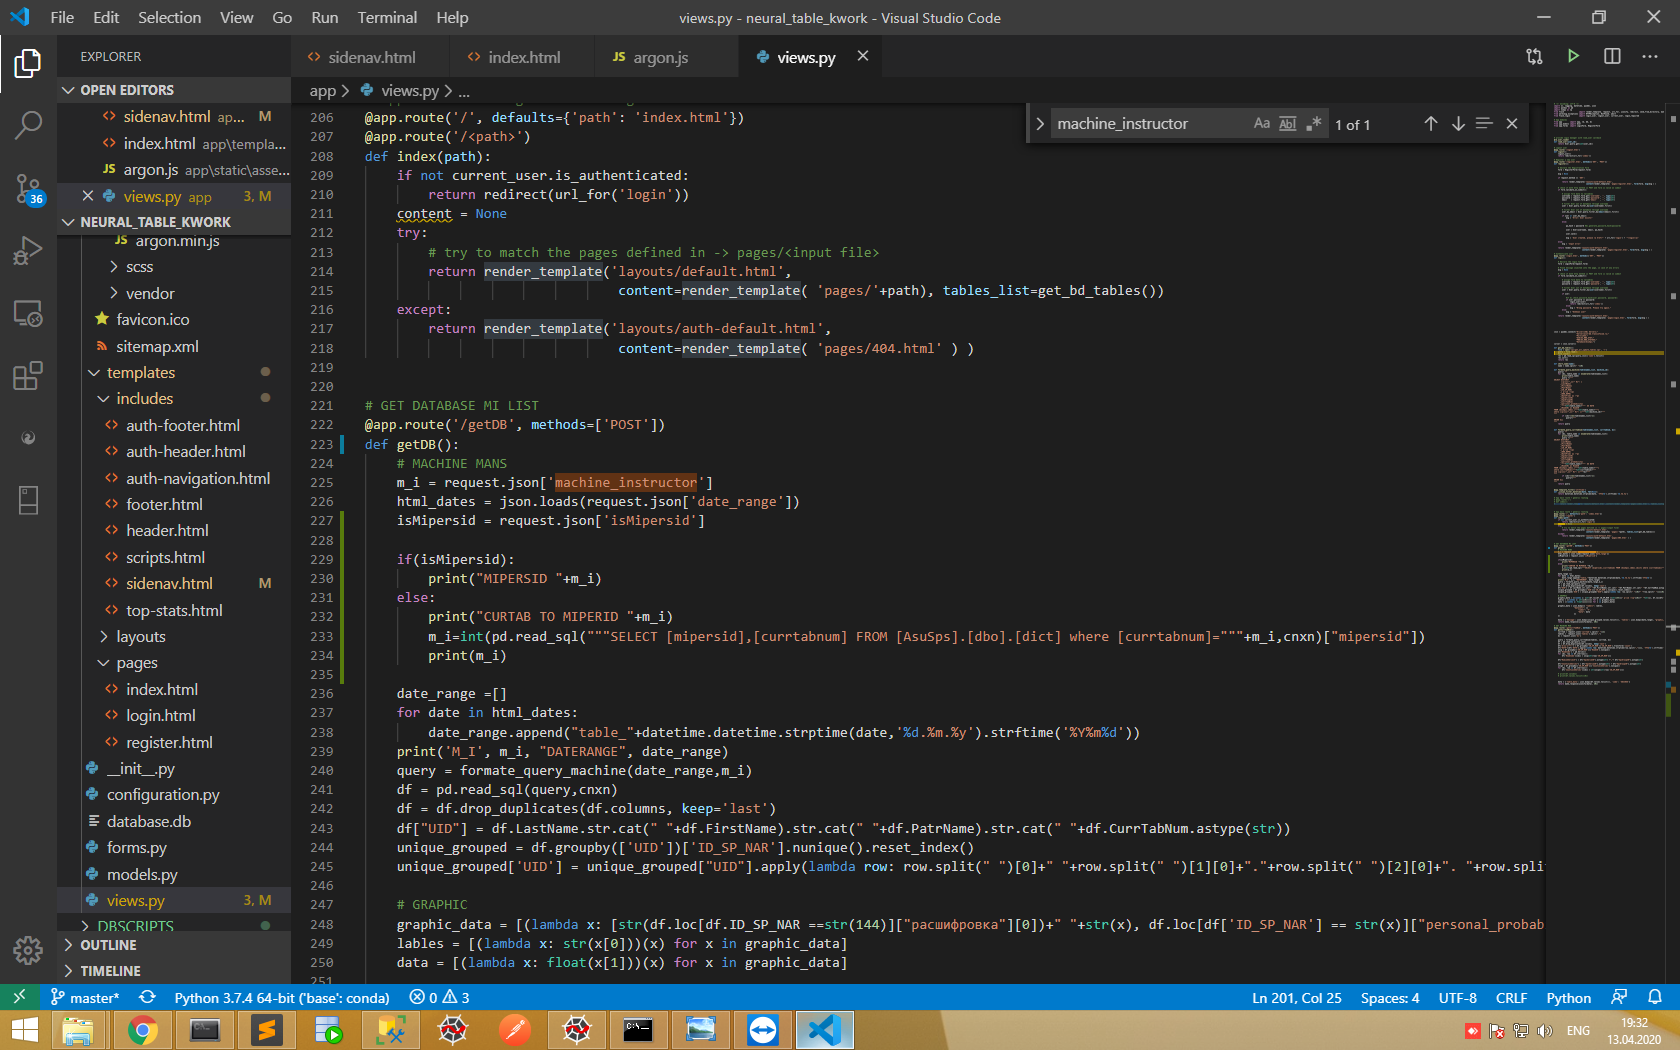 File Edit Selection View Go Run Terminal Help
views.py - neural_table_kwork - Visual Studio Code
EXPLORER
sidenav.html
index.html
JS argon.js
views.py
OPEN EDITORS
sidenav.html ap... M
index.html app\templa...
JS argon.js app\static\asse...
views.py app 3, M
36
NEURAL_TABLE_KWORK
JS argon.min.js
scss
vendor
favicon.ico
sitemap.xml
templates
includes
auth-footer.html
auth-header.html
auth-navigation.html
footer.html
header.html
scripts.html
sidenav.html M
top-stats.html
layouts
pages
index.html
login.html
register.html
__init__.py
configuration.py
database.db
forms.py
models.py
views.py 3, M
DBSCRIPTS
OUTLINE
TIMELINE
app > views.py > ...
machine_instructor Aa Abl .* 1 of 1
206 @app.route('/', defaults={'path': 'index.html'})
207 @app.route('/<path>')
208 def index(path):
209 if not current_user.is_authenticated:
210 return redirect(url_for('login'))
211 content = None
212 try:
213 # try to match the pages defined in -> pages/<input file>
214 return render_template('layouts/default.html',
215 content=render_template( 'pages/'+path), tables_list=get_bd_tables())
216 except:
217 return render_template('layouts/auth-default.html',
218 content=render_template( 'pages/404.html' ) )
219
220
221 # GET DATABASE MI LIST
222 @app.route('/getDB', methods=['POST'])
223 def getDB():
224 # MACHINE MANS
225 m_i = request.json['machine_instructor']
226 html_dates = json.loads(request.json['date_range'])
227 isMipersid = request.json['isMipersid']
228
229 if(isMipersid):
230 print("MIPERSID "+m_i)
231 else:
232 print("CURTAB TO MIPERID "+m_i)
233 m_i=int(pd.read_sql("""SELECT [mipersid],[currtabnum] FROM [AsuSps].[dbo].[dict] where [currtabnum]="""+m_i,cnxn)["mipersid"])
234 print(m_i)
235
236 date_range =[]
237 for date in html_dates:
238 date_range.append("table_"+datetime.datetime.strptime(date,'%d.%m.%y').strftime('%Y%m%d'))
239 print('M_I', m_i, "DATERANGE", date_range)
240 query = formate_query_machine(date_range,m_i)
241 df = pd.read_sql(query,cnxn)
242 df = df.drop_duplicates(df.columns, keep='last')
243 df["UID"] = df.LastName.str.cat(" "+df.FirstName).str.cat(" "+df.PatrName).str.cat(" "+df.CurrTabNum.astype(str))
244 unique_grouped = df.groupby(['UID'])['ID_SP_NAR'].nunique().reset_index()
245 unique_grouped['UID'] = unique_grouped["UID"].apply(lambda row: row.split(" ")[0]+" "+row.split(" ")[1][0]+"."+row.split(" ")[2][0]+". "+row.spli
246
247 # GRAPHIC
248 graphic_data = [(lambda x: [str(df.loc[df.ID_SP_NAR ==str(144)]["расшифровка"][0])+" "+str(x), df.loc[df['ID_SP_NAR'] == str(x)]["personal_probab
249 lables = [(lambda x: str(x[0]))(x) for x in graphic_data]
250 data = [(lambda x: float(x[1]))(x) for x in graphic_data]
251
master* Python 3.7.4 64-bit ('base': conda) 0 3 Ln 201, Col 25 Spaces: 4 UTF-8 CRLF Python
ENG 19:32
13.04.2020